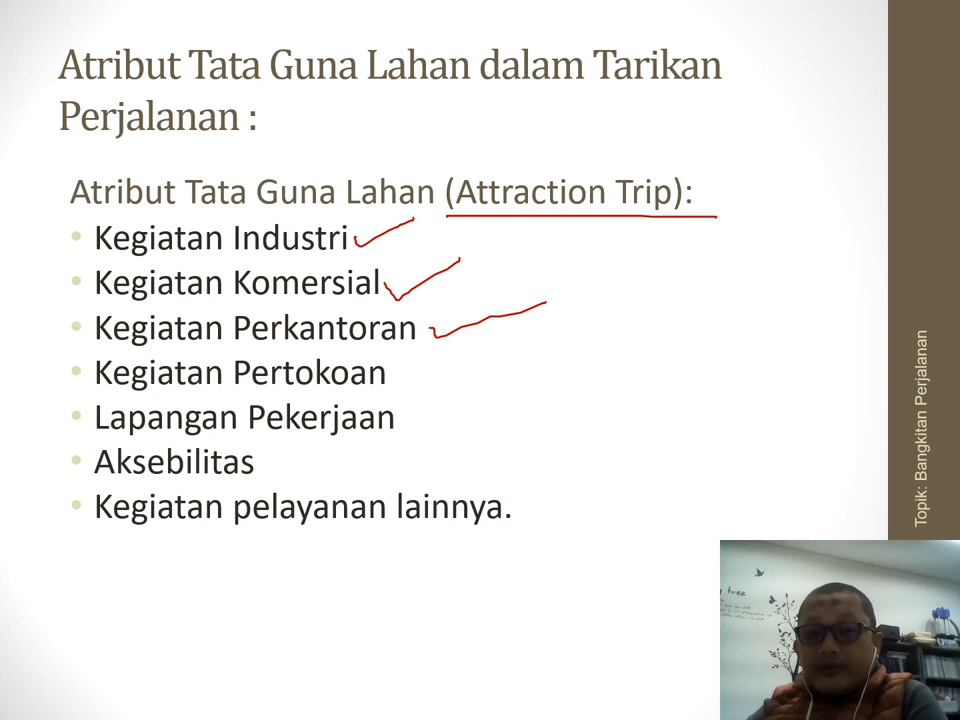 Atribut Tata Guna Lahan dalam Tarikan
Perjalanan :
Atribut Tata Guna Lahan (Attraction Trip):
• Kegiatan Industri
• Kegiatan Komersial
• Kegiatan Perkantoran
• Kegiatan Pertokoan
• Lapangan Pekerjaan
• Aksebilitas
• Kegiatan pelayanan lainnya.
Topik: Bangkitan Perjalanan
tree